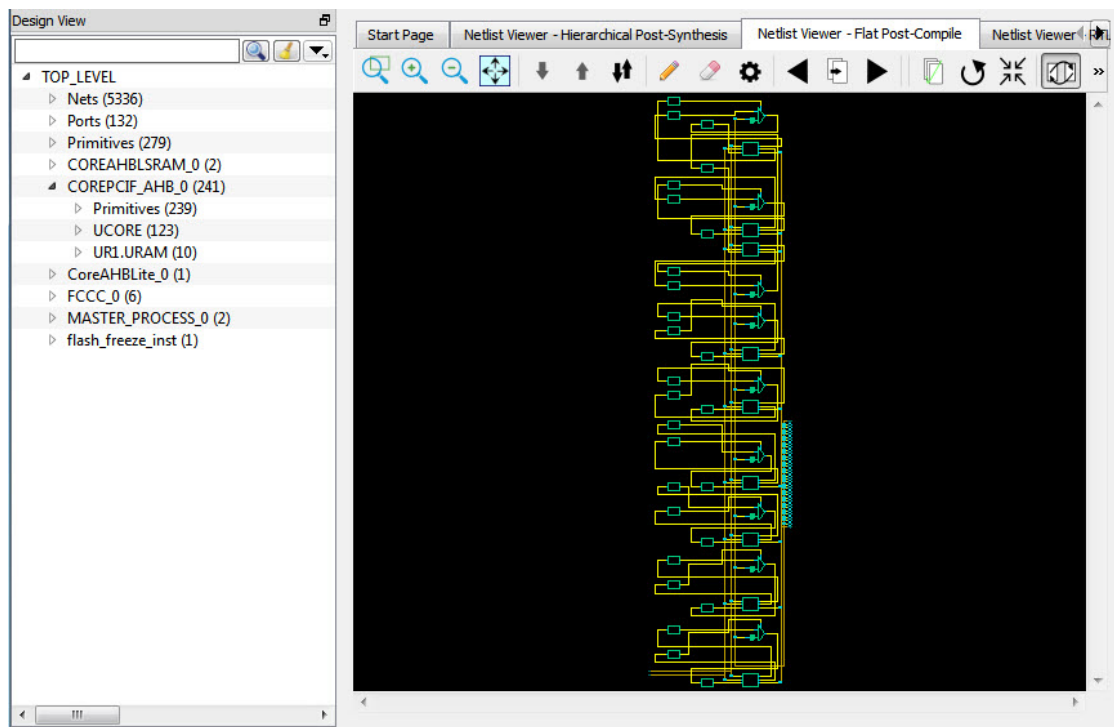 Design View
TOP_LEVEL
Nets (5336)
Ports (132)
Primitives (279)
COREAHBLSRAM_0 (2)
COREPCIF_AHB_0 (241)
Primitives (239)
UCORE (123)
UR1.URAM (10)
CoreAHBLite_0 (1)
FCCC_0 (6)
MASTER_PROCESS_0 (2)
flash_freeze_inst (1)
Start Page
Netlist Viewer - Hierarchical Post-Synthesis
Netlist Viewer - Flat Post-Compile
Netlist Viewer